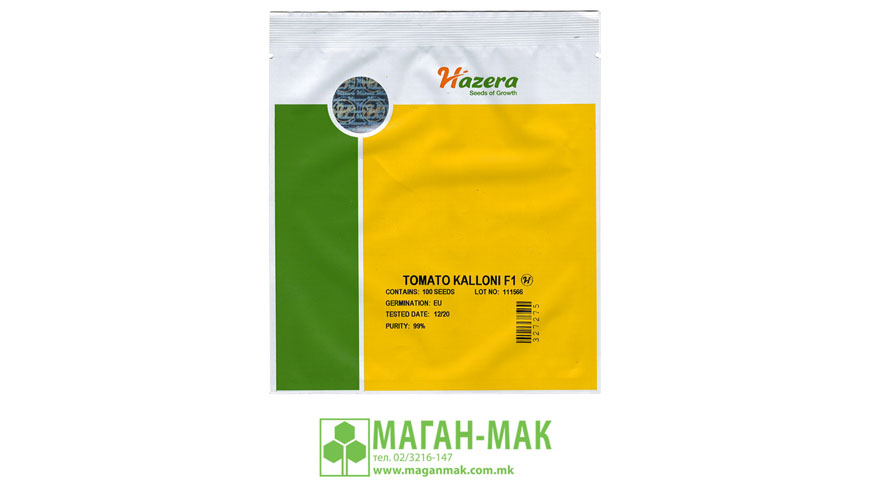 Hazera
Seeds of Growth
TOMATO KALLONI F1 H
CONTAINS: 100 SEEDS LOT NO: 111566
GERMINATION: EU
TESTED DATE: 12/20
PURITY: 99%
327275
МАГАН-МАК
тел. 02/3216-147
www.maganmak.com.mk